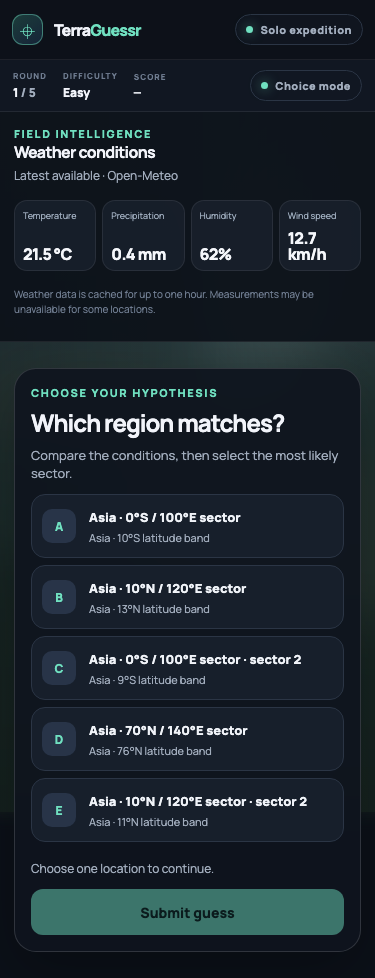 TerraGuessr
Solo expedition
ROUND
1 / 5
DIFFICULTY
Easy
SCORE
–
Choice mode
FIELD INTELLIGENCE
Weather conditions
Latest available · Open-Meteo
Temperature
21.5°C
Precipitation
0.4 mm
Humidity
62%
Wind speed
12.7
km/h
Weather data is cached for up to one hour. Measurements may be
unavailable for some locations.
CHOOSE YOUR HYPOTHESIS
Which region matches?
Compare the conditions, then select the most likely
sector.
A
Asia · 0°S / 100°E sector
Asia · 10°S latitude band
B
Asia · 10°N / 120°E sector
Asia · 13°N latitude band
C
Asia · 0°S / 100°E sector · sector 2
Asia · 9°S latitude band
D
Asia · 70°N / 140°E sector
Asia · 76°N latitude band
E
Asia · 10°N / 120°E sector · sector 2
Asia · 11°N latitude band
Choose one location to continue.
Submit guess